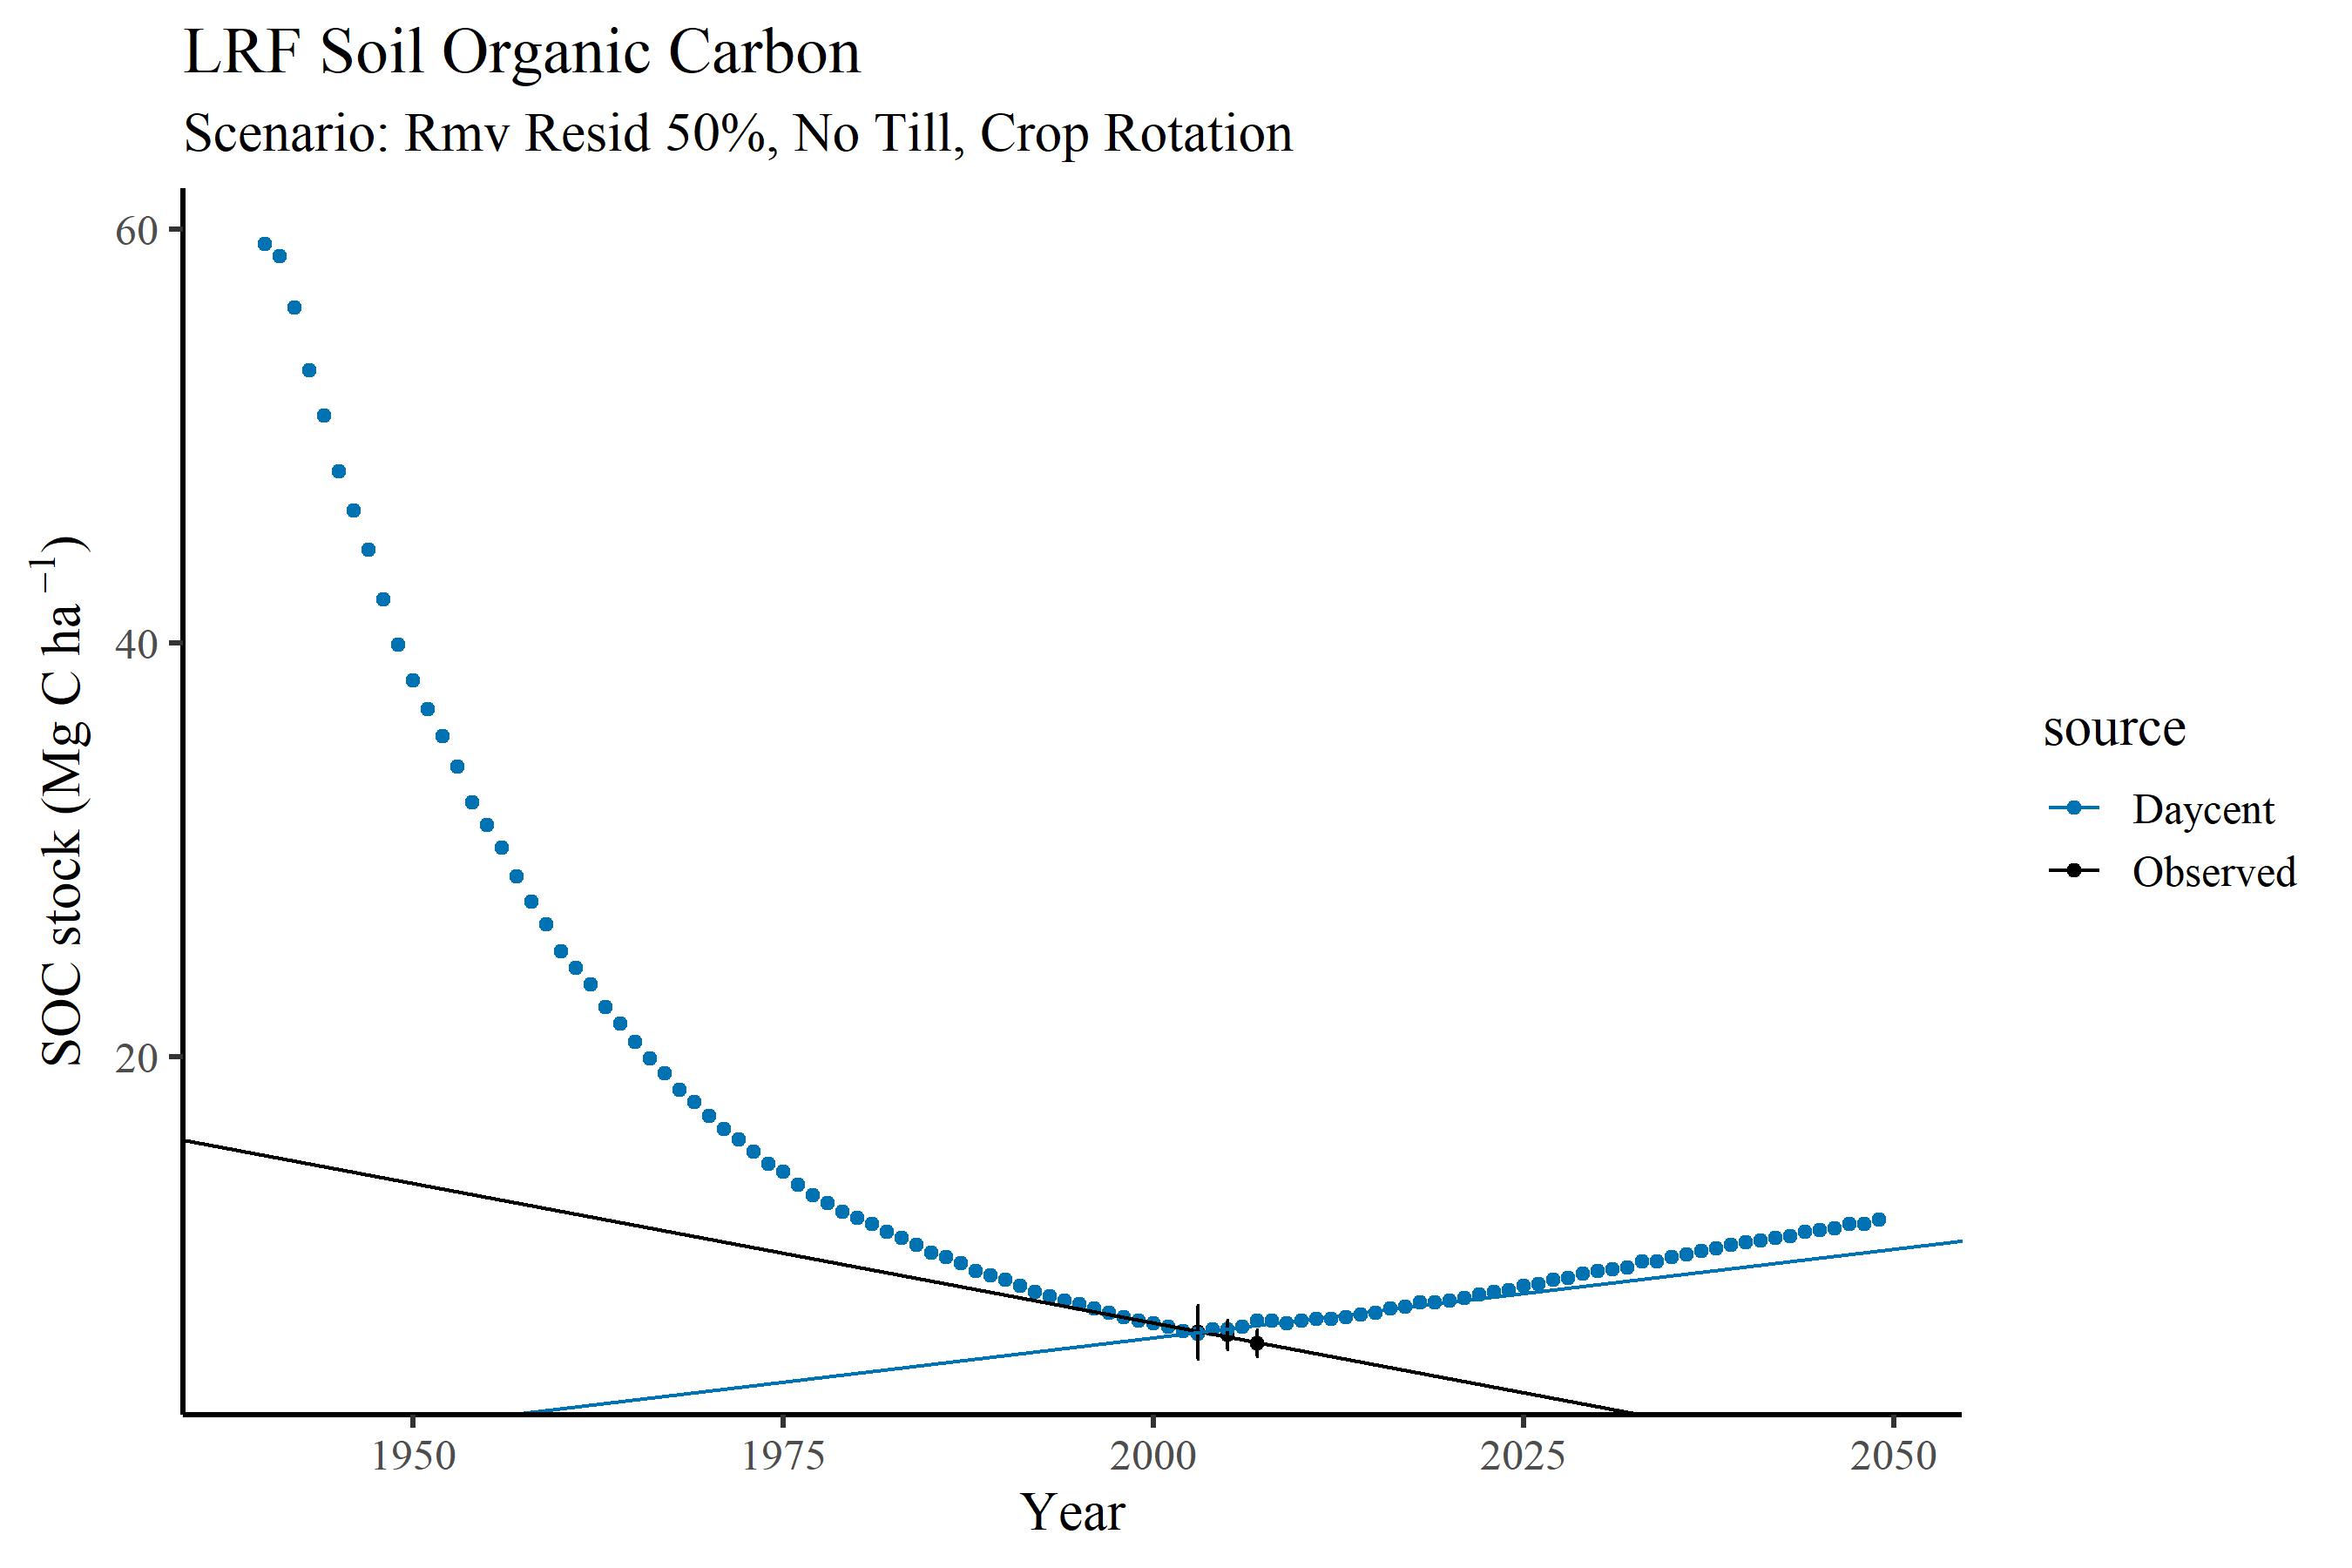 LRF Soil Organic Carbon
Scenario: Rmv Resid 50%, No Till, Crop Rotation
60
40
20
SOC stock (Mg C ha −1)
1950
1975
2000
2025
2050
Year
source
Daycent
Observed